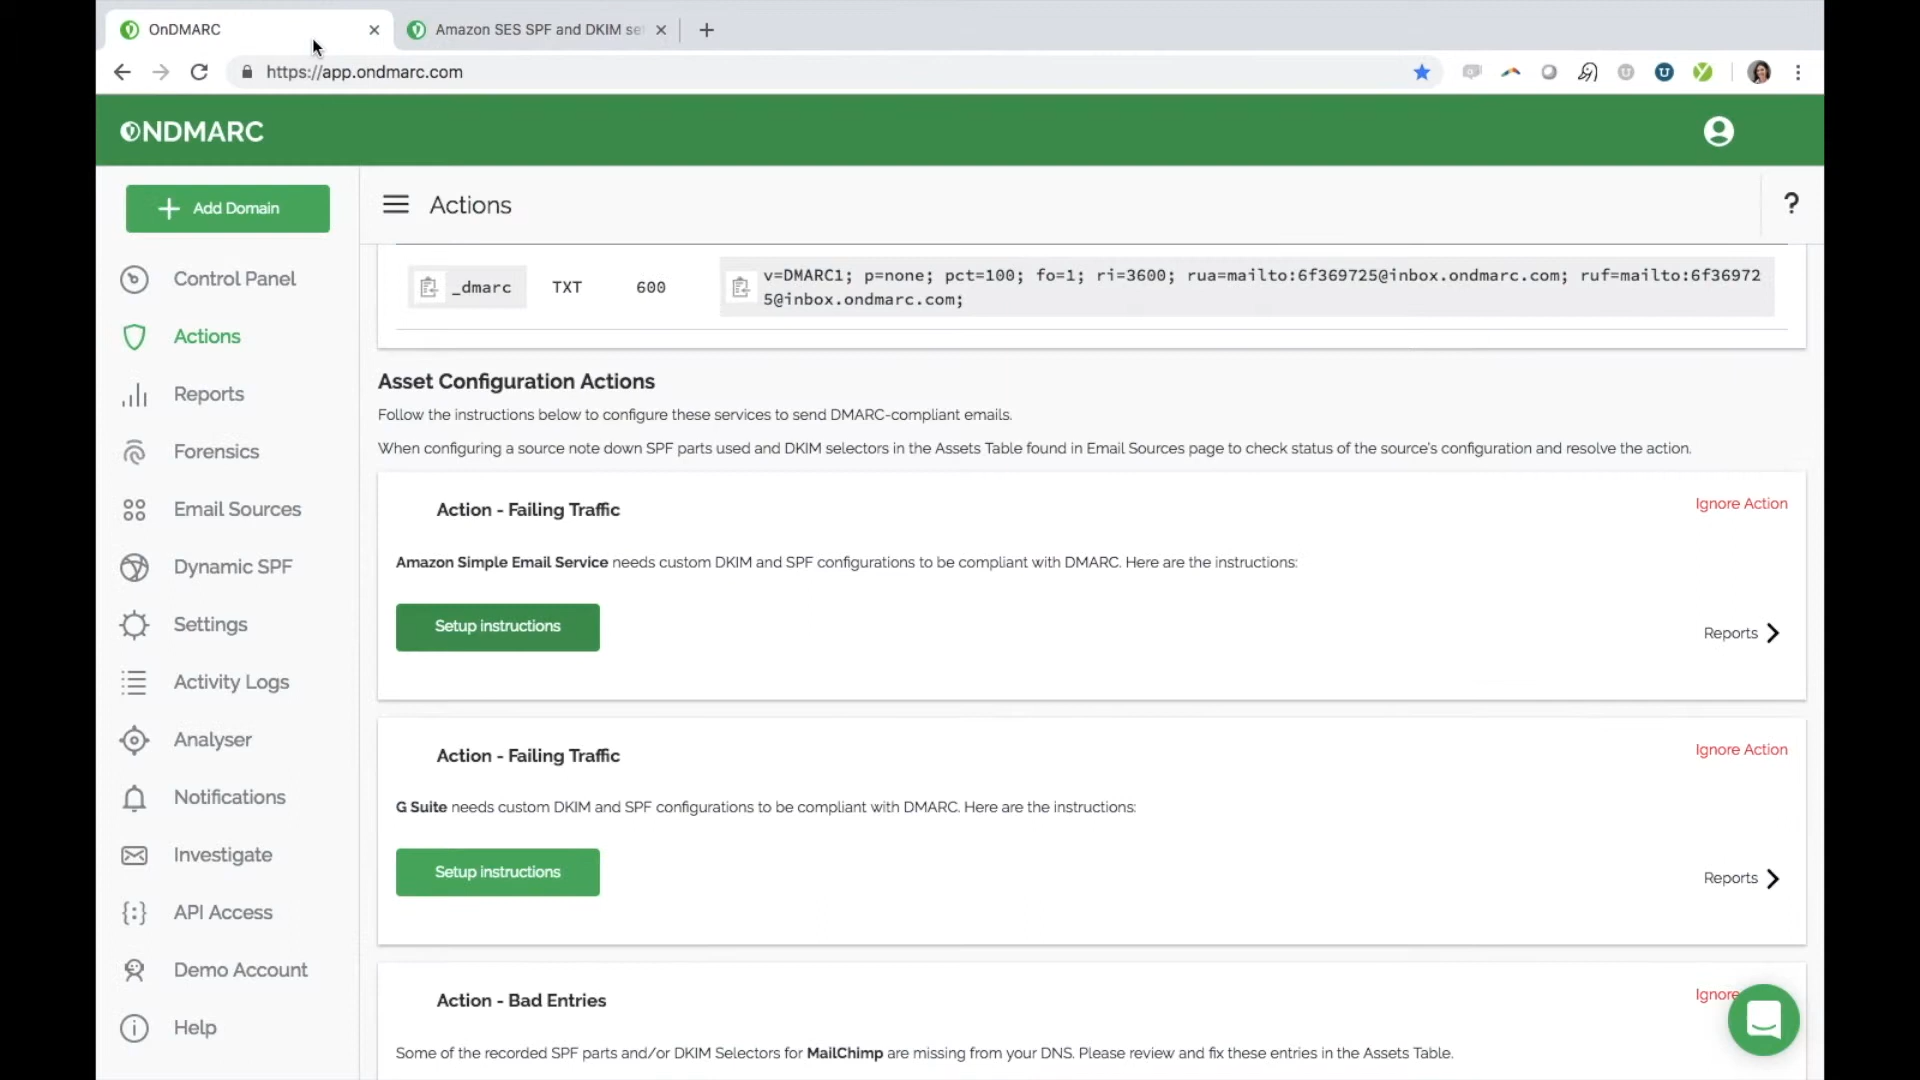 OnDMARC
Amazon SES SPF and DKIM se
https://app.ondmarc.com
ONDMARC
Add Domain
Actions
?
Control Panel
Actions
Reports
Forensics
Email Sources
Dynamic SPF
Settings
Activity Logs
Analyser
Notifications
Investigate
API Access
Demo Account
Help
_dmarc TXT 600 v=DMARC1; p=none; pct=100; fo=1; ri=3600; rua=mailto:6f369725@inbox.ondmarc.com; ruf=mailto:6f36972
5@inbox.ondmarc.com;
Asset Configuration Actions
Follow the instructions below to configure these services to send DMARC-compliant emails.
When configuring a source note down SPF parts used and DKIM selectors in the Assets Table found in Email Sources page to check status of the source's configuration and resolve the action.
Action - Failing Traffic
Ignore Action
Amazon Simple Email Service needs custom DKIM and SPF configurations to be compliant with DMARC. Here are the instructions:
Setup instructions
Reports
Action - Failing Traffic
Ignore Action
G Suite needs custom DKIM and SPF configurations to be compliant with DMARC. Here are the instructions:
Setup instructions
Reports
Action - Bad Entries
Ignore
Some of the recorded SPF parts and/or DKIM Selectors for MailChimp are missing from your DNS. Please review and fix these entries in the Assets Table.